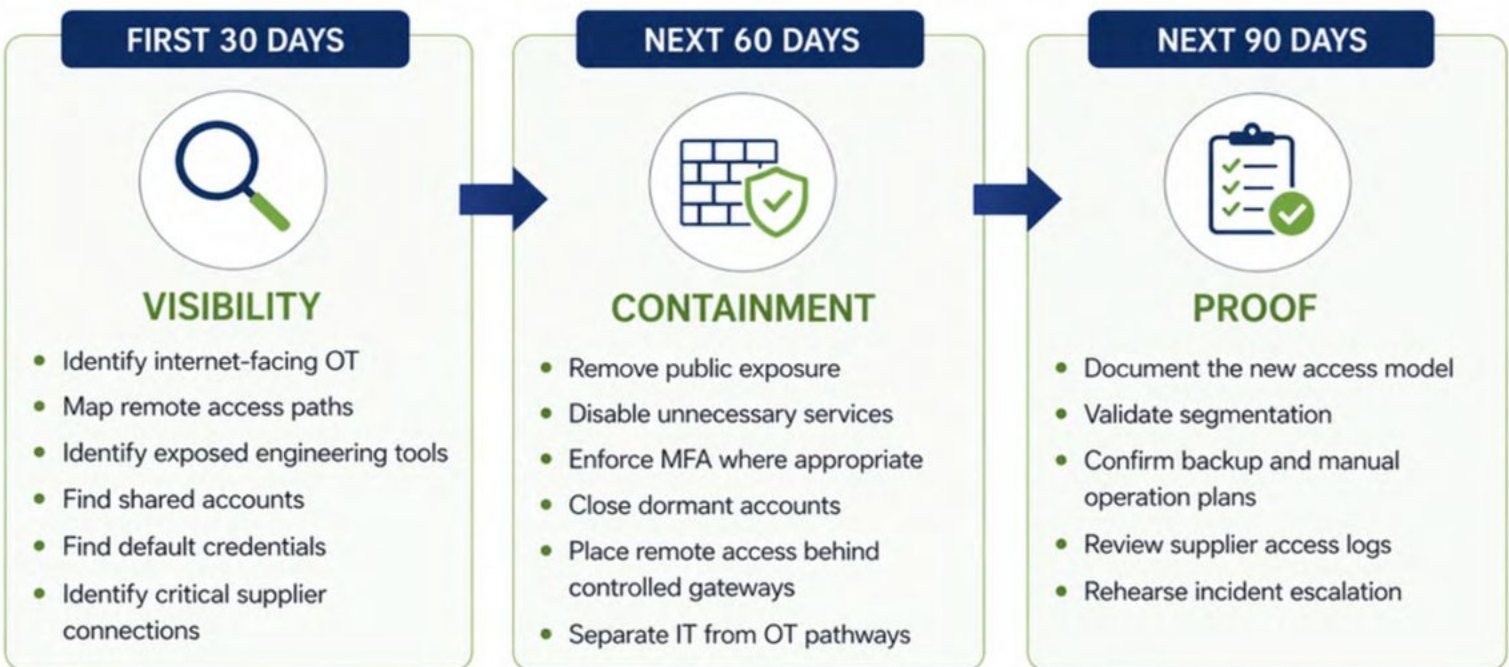 FIRST 30 DAYS
VISIBILITY
Identify internet-facing OT
Map remote access paths
Identify exposed engineering tools
Find shared accounts
Find default credentials
Identify critical supplier
connections
NEXT 60 DAYS
CONTAINMENT
Remove public exposure
Disable unnecessary services
Enforce MFA where appropriate
Close dormant accounts
Place remote access behind
controlled gateways
Separate IT from OT pathways
NEXT 90 DAYS
PROOF
Document the new access model
Validate segmentation
Confirm backup and manual
operation plans
Review supplier access logs
Rehearse incident escalation